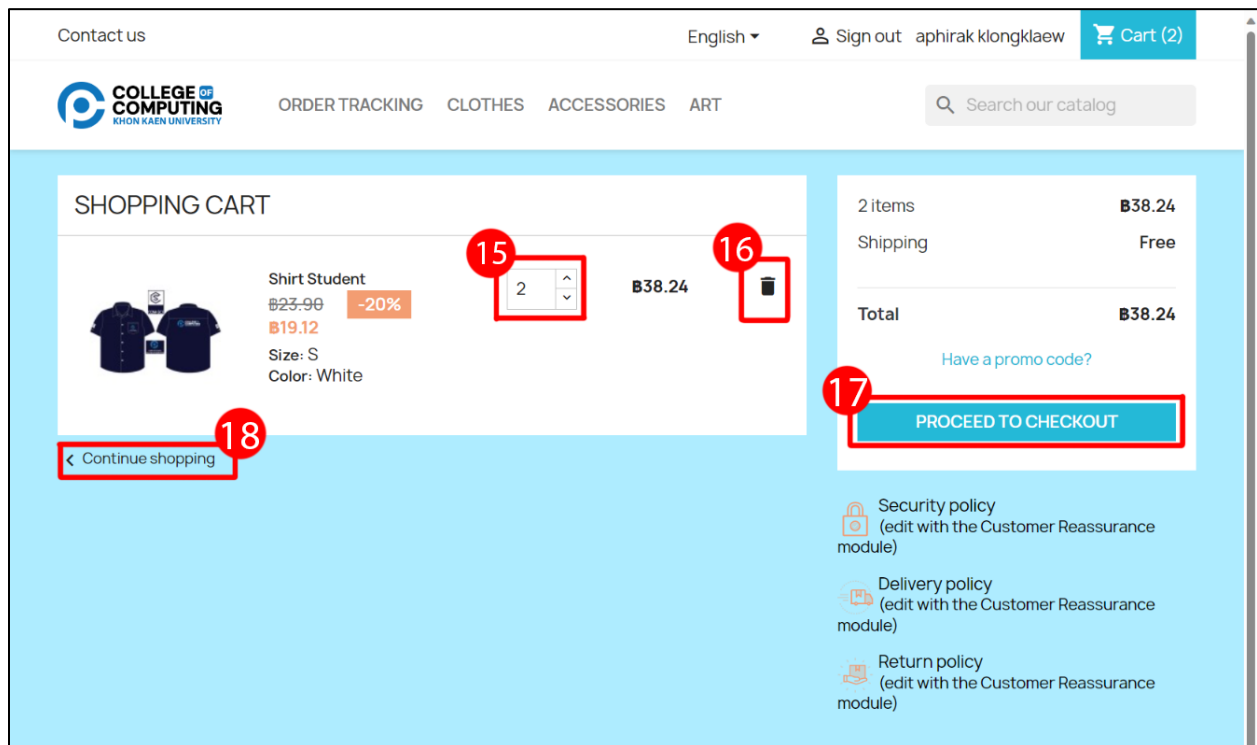 Contact us
English
Sign out aphirak klongklaew
Cart (2)
COLLEGE OF
COMPUTING
KHON KAEN UNIVERSITY
ORDER TRACKING CLOTHES ACCESSORIES ART
Search our catalog
SHOPPING CART
15
16
Shirt Student
฿23.90 -20%
฿19.12
Size: S
Color: White
2
฿38.24
18
Continue shopping
2 items ฿38.24
Shipping Free
Total ฿38.24
Have a promo code?
17
PROCEED TO CHECKOUT
Security policy
(edit with the Customer Reassurance
module)
Delivery policy
(edit with the Customer Reassurance
module)
Return policy
(edit with the Customer Reassurance
module)